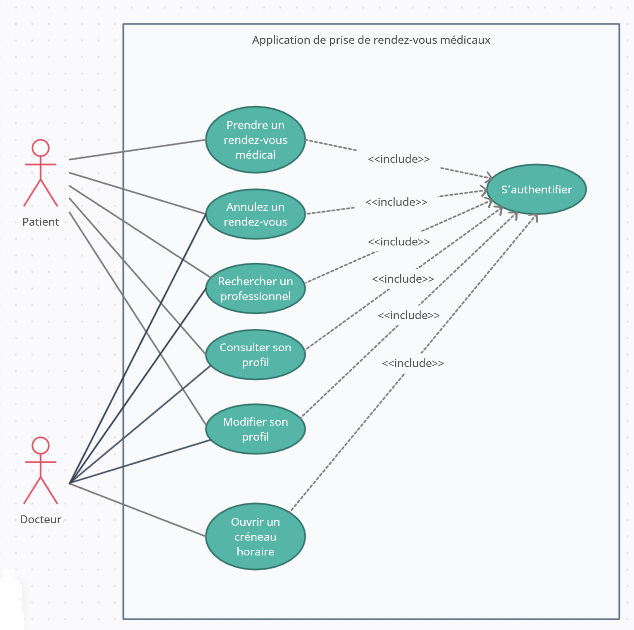 Application de prise de rendez-vous médicaux
Prendre un
rendez-vous
médical
<<include>>
S'authentifier
Patient
Annulez un
rendez-vous
<<include>>
Rechercher un
professionnel
<<include>>
Consulter son
profil
<<include>>
Modifier son
profil
<<include>>
Docteur
Ouvrir un
créneau
horaire
<<include>>